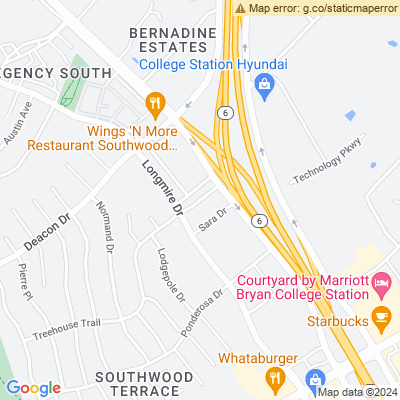 Map error: g.co/staticmaperror
BERNADINE
ESTATES
College Station Hyundai
EGENCY SOUTH
Austin Ave
6
Wings 'N More
Restaurant Southwood...
Technology Pkwy
Longmire Dr
Deacon Dr
Normand Dr
Sara Dr
6
Pierre Pl
Lodgepole Dr
Courtyard by Marriott
Bryan College Station
Treehouse Trail
Ponderosa Dr
Starbucks
Whataburger
SOUTHWOOD
TERRACE
Google
Map data ©2024